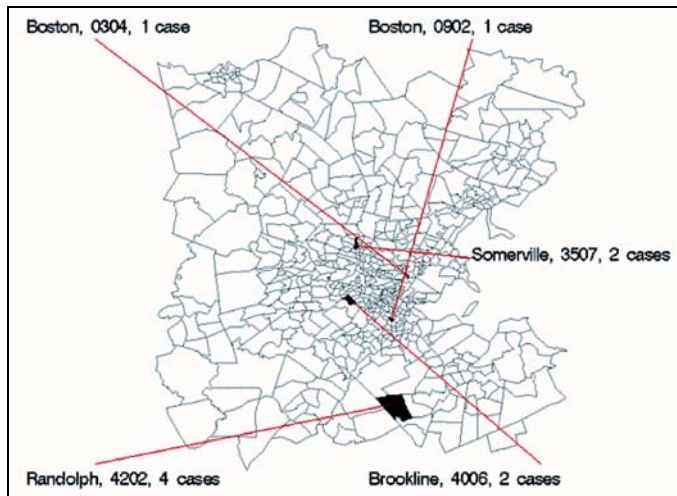 Boston, 0304, 1 case
Boston, 0902, 1 case
Somerville, 3507, 2 cases
Randolph, 4202, 4 cases
Brookline, 4006, 2 cases